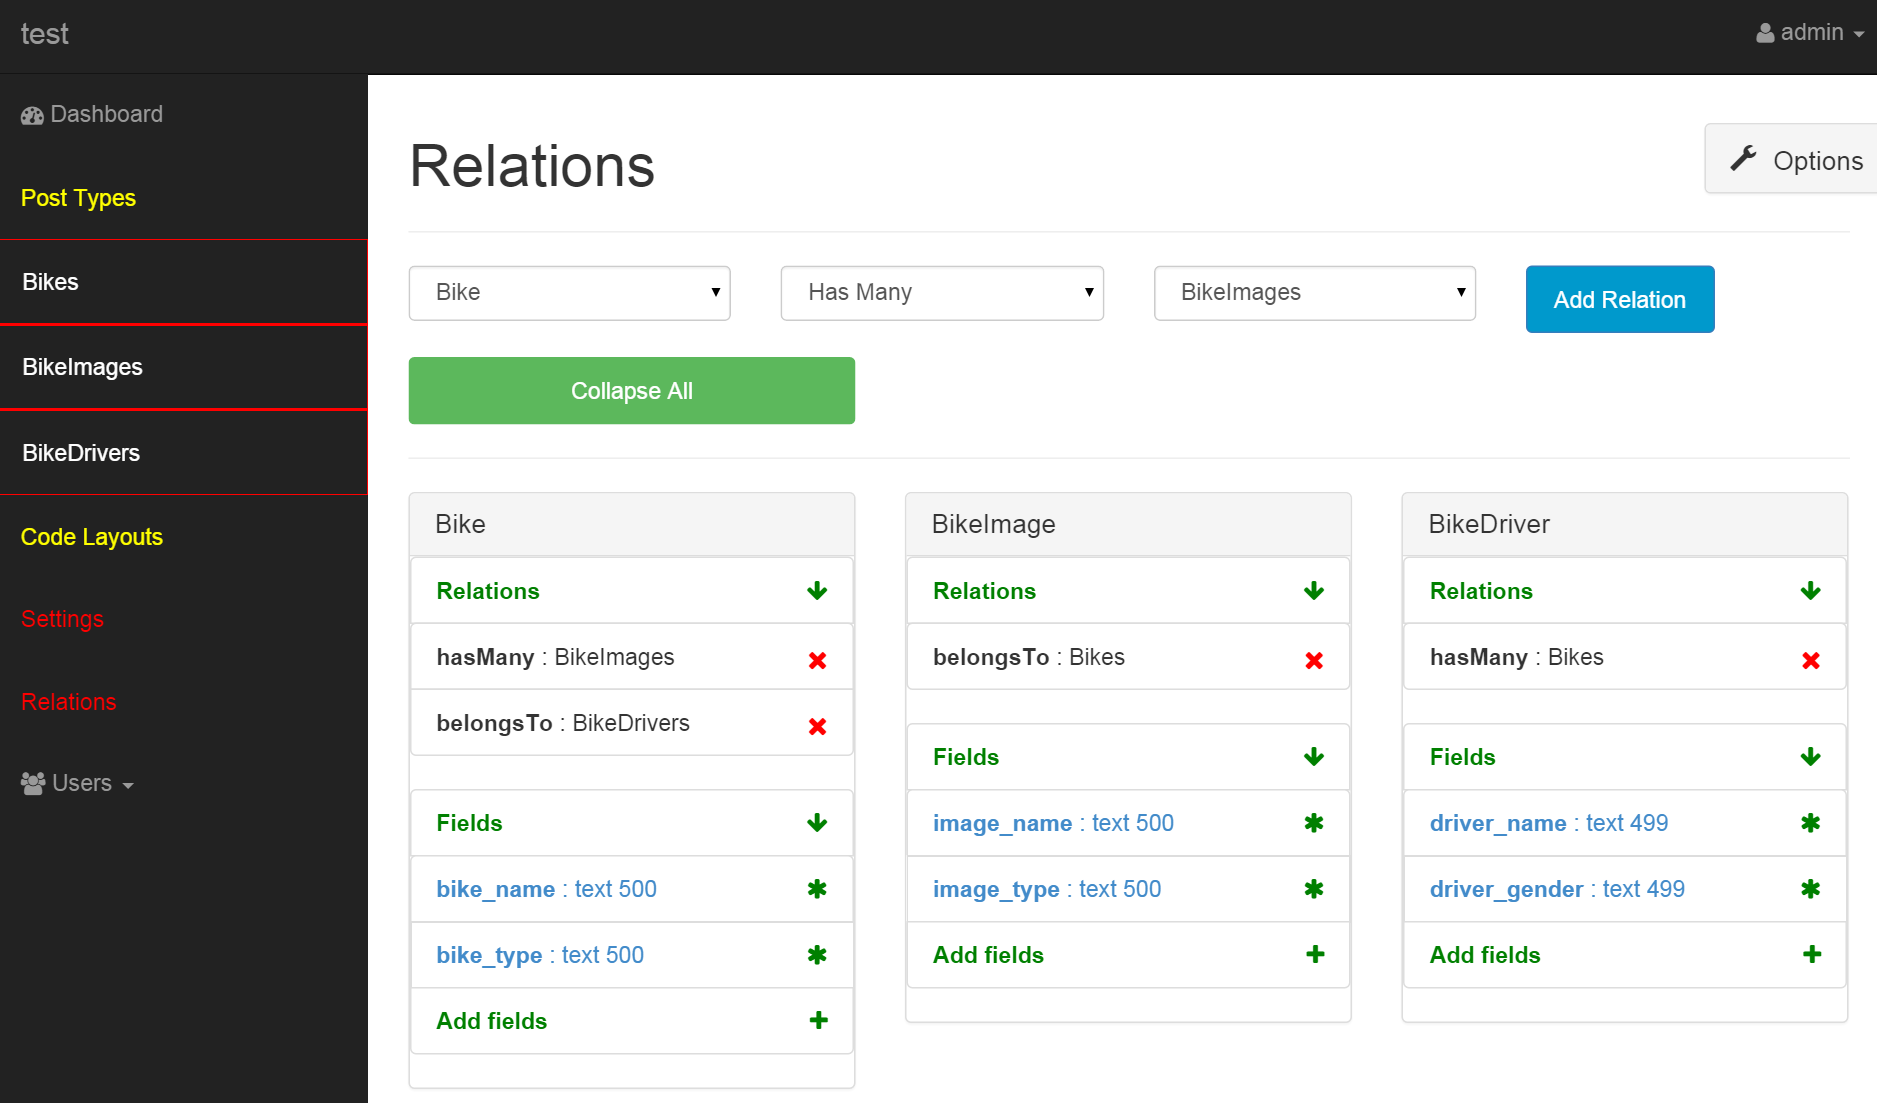 test
admin
Dashboard
Post Types
Bikes
BikeImages
BikeDrivers
Code Layouts
Settings
Relations
Users
Relations
Options
Bike
Has Many
BikeImages
Add Relation
Collapse All
Bike
Relations
hasMany : BikeImages
belongsTo : BikeDrivers
Fields
bike_name : text 500
bike_type : text 500
Add fields
BikeImage
Relations
belongsTo : Bikes
Fields
image_name : text 500
image_type : text 500
Add fields
BikeDriver
Relations
hasMany : Bikes
Fields
driver_name : text 499
driver_gender : text 499
Add fields